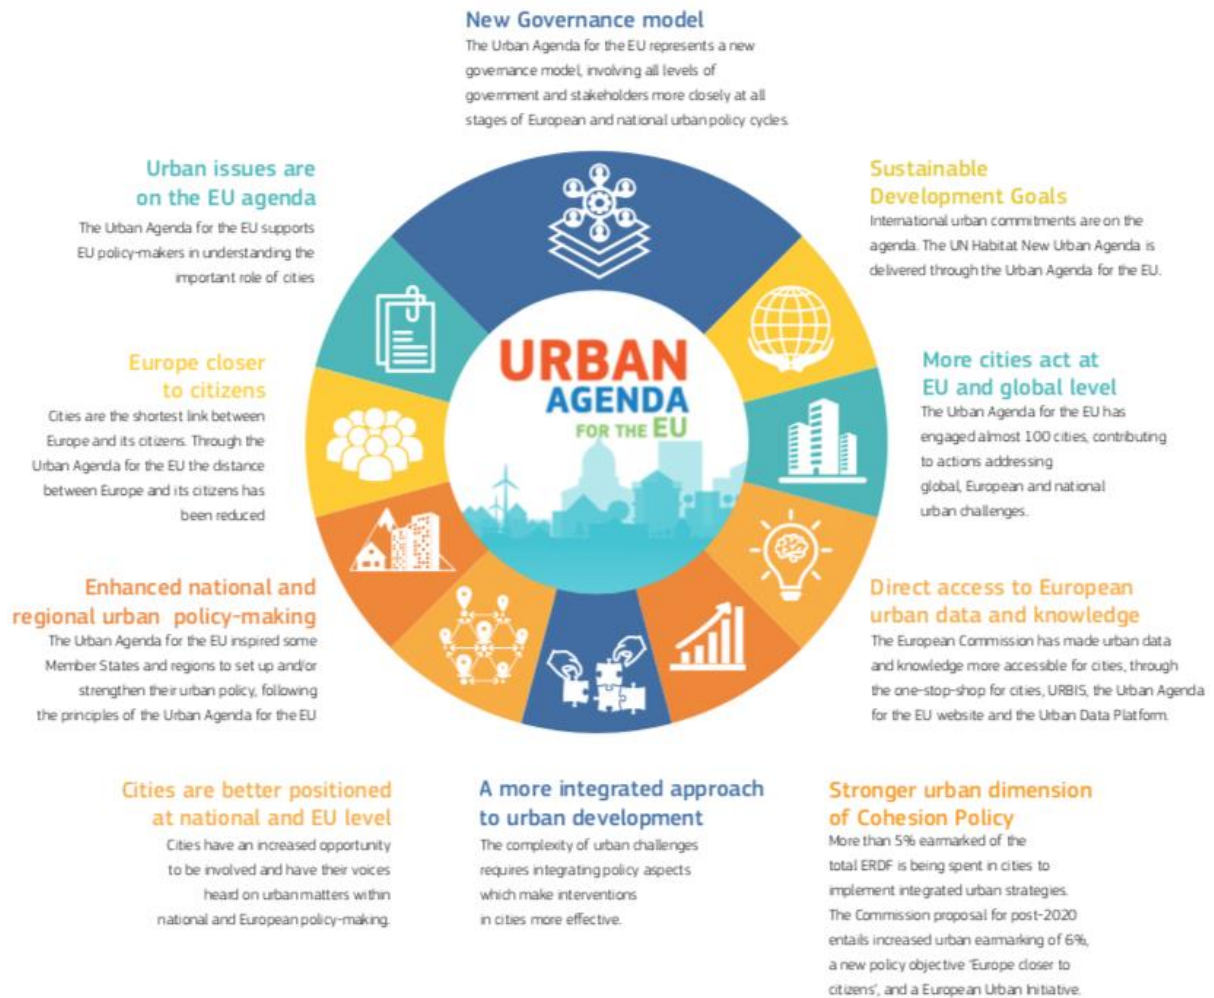 New Governance model
The Urban Agenda for the EU represents a new
governance model, involving all levels of
government and stakeholders more closely at all
stages of European and national urban policy cycles.
Urban issues are
on the EU agenda
The Urban Agenda for the EU supports
EU policy-makers in understanding the
important role of cities
Sustainable
Development Goals
International urban commitments are on the
agenda. The UN Habitat New Urban Agenda is
delivered through the Urban Agenda for the EU.
URBAN
AGENDA
FOR THE EU
Europe closer
to citizens
Cities are the shortest link between
Europe and its citizens. Through the
Urban Agenda for the EU the distance
between Europe and its citizens has
been reduced
More cities act at
EU and global level
The Urban Agenda for the EU has
engaged almost 100 cities, contributing
to actions addressing
global, European and national
urban challenges.
Enhanced national and
regional urban policy-making
The Urban Agenda for the EU inspired some
Member States and regions to set up and/or
strengthen their urban policy, following
the principles of the Urban Agenda for the EU
Direct access to European
urban data and knowledge
The European Commission has made urban data
and knowledge more accessible for cities, through
the one-stop-shop for cities, URBIS, the Urban Agenda
for the EU website and the Urban Data Platform.
Cities are better positioned
at national and EU level
Cities have an increased opportunity
to be involved and have their voices
heard on urban matters within
national and European policy-making.
A more integrated approach
to urban development
The complexity of urban challenges
requires integrating policy aspects
which make interventions
in cities more effective.
Stronger urban dimension
of Cohesion Policy
More than 5% earmarked of the
total ERDF is being spent in cities to
implement integrated urban strategies.
The Commission proposal for post-2020
entails increased urban earmarking of 6%,
a new policy objective 'Europe closer to
citizens', and a European Urban Initiative.